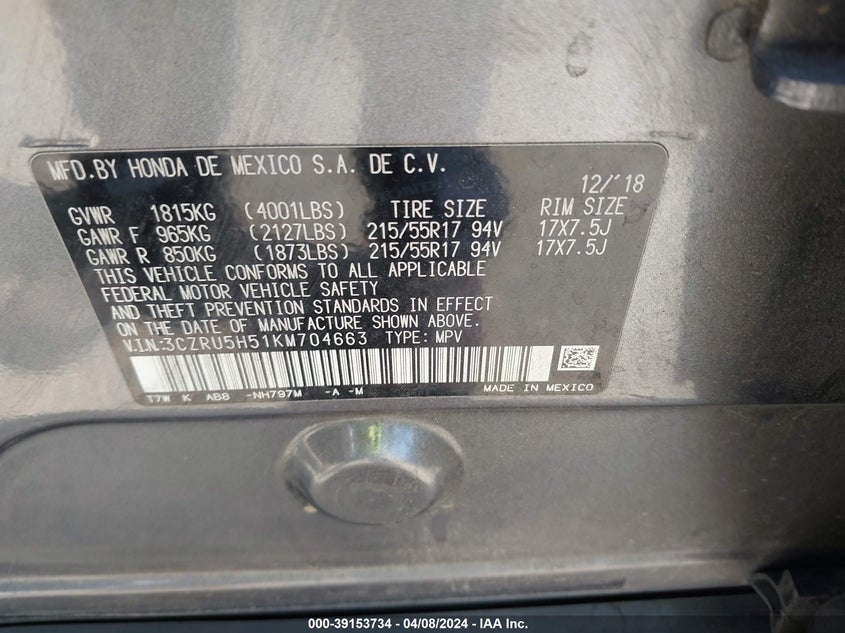 MFD.BY HONDA DE MEXICO S.A. DE C.V.
12/'18
GVWR 1815KG (4001LBS) TIRE SIZE RIM SIZE
GAWR F 965KG (2127LBS) 215/55R17 94V 17X7.5J
GAWR R 850KG (1873LBS) 215/55R17 94V 17X7.5J
THIS VEHICLE CONFORMS TO ALL APPLICABLE
FEDERAL MOTOR VEHICLE SAFETY
AND THEFT PREVENTION STANDARDS IN EFFECT
ON THE DATE OF MANUFACTURE SHOWN ABOVE.
V.I.N:3CZRU5H51KM704663 TYPE: MPV
T7W K AB8 -NH797M -A -M MADE IN MEXICO
000-39153734 - 04/08/2024 - IAA Inc.